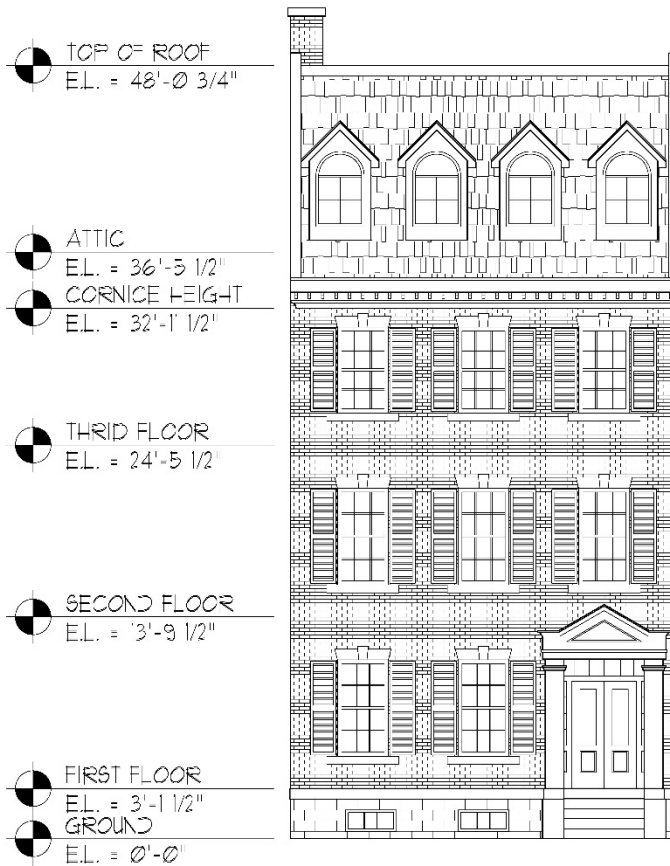 TOP OF ROOF
E.L. = 48'-0 3/4"
ATTIC
E.L. = 36'-5 1/2"
CORNICE HEIGHT
E.L. = 32'-11 1/2"
THRID FLOOR
E.L. = 24'-5 1/2"
SECOND FLOOR
E.L. = 13'-9 1/2"
FIRST FLOOR
E.L. = 3'-1 1/2"
GROUND
E.L. = 0'-0"